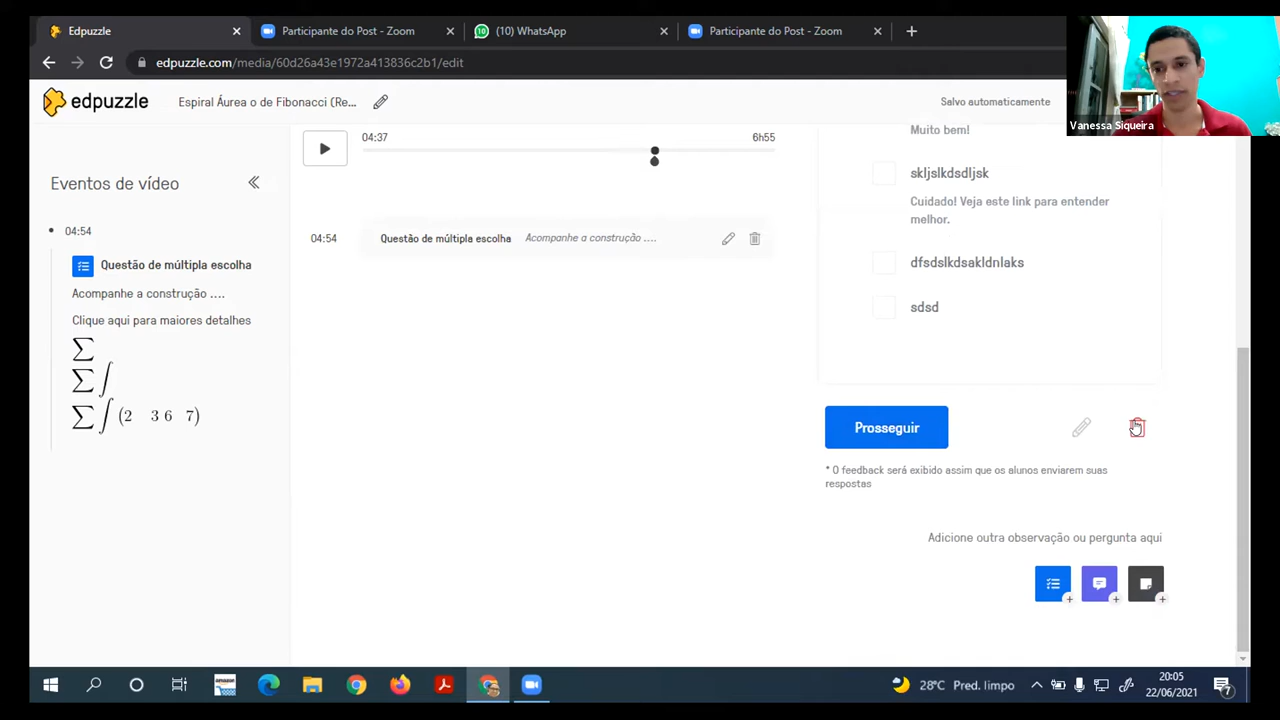 Edpuzzle
Participante do Post - Zoom
(10) WhatsApp
Participante do Post - Zoom
edpuzzle.com/media/60d26a43e1972a413836c2b1/edit
edpuzzle
Espiral Áurea o de Fibonacci (Re...
Salvo automaticamente
Vanessa Siqueira
Eventos de vídeo
04:54
Questão de múltipla escolha
Acompanhe a construção ....
Clique aqui para maiores detalhes
∑
∑ ∫
∑ ∫ (2 3 6 7)
04:37
6h55
04:54
Questão de múltipla escolha
Acompanhe a construção ....
Muito bem!
skljslkdsdljsk
Cuidado! Veja este link para entender
melhor.
dfsdslkdsakldnlaks
sdsd
Prosseguir
* O feedback será exibido assim que os alunos enviarem suas
respostas
Adicione outra observação ou pergunta aqui
amazon
28°C Pred. limpo
20:05
22/06/2021
7